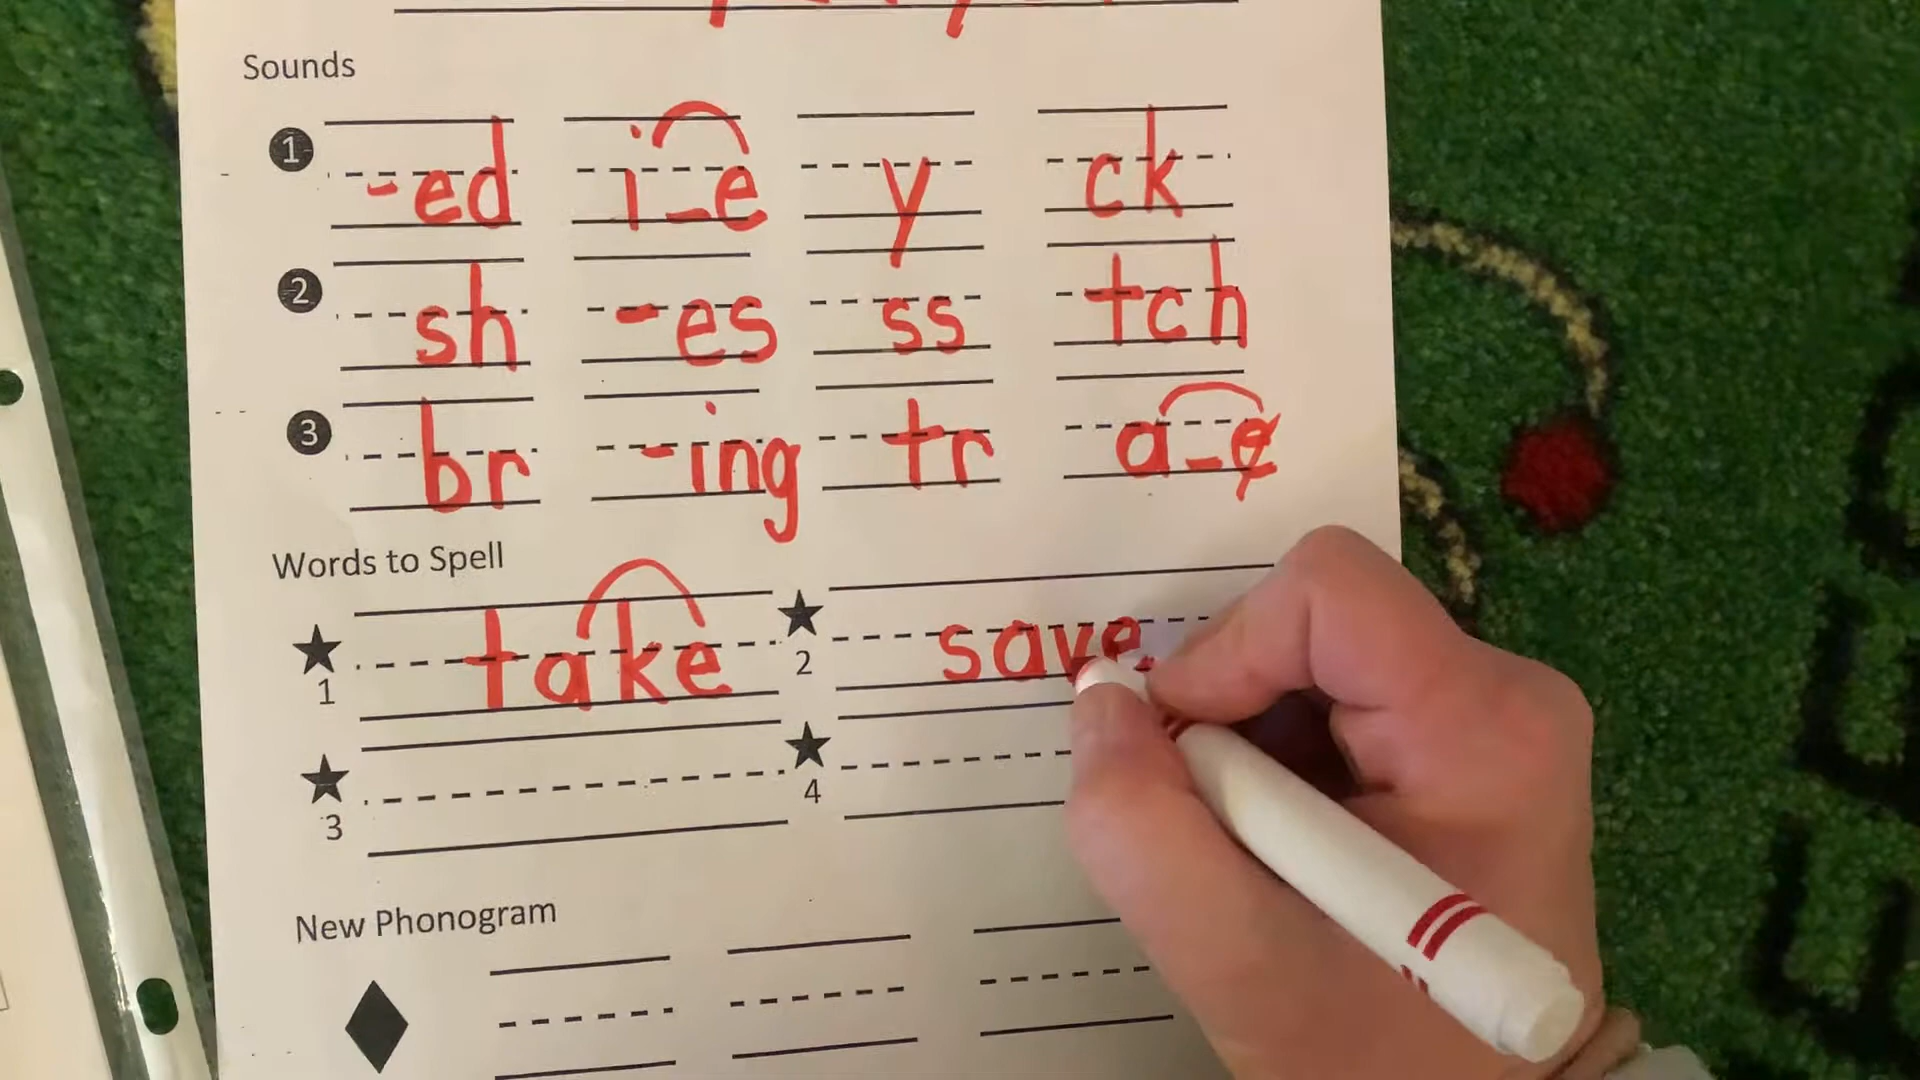 Sounds
1 -ed i_e y ck
2 sh -es ss tch
3 br -ing tr a_e
Words to Spell
1 take 2 save
3 4
New Phonogram